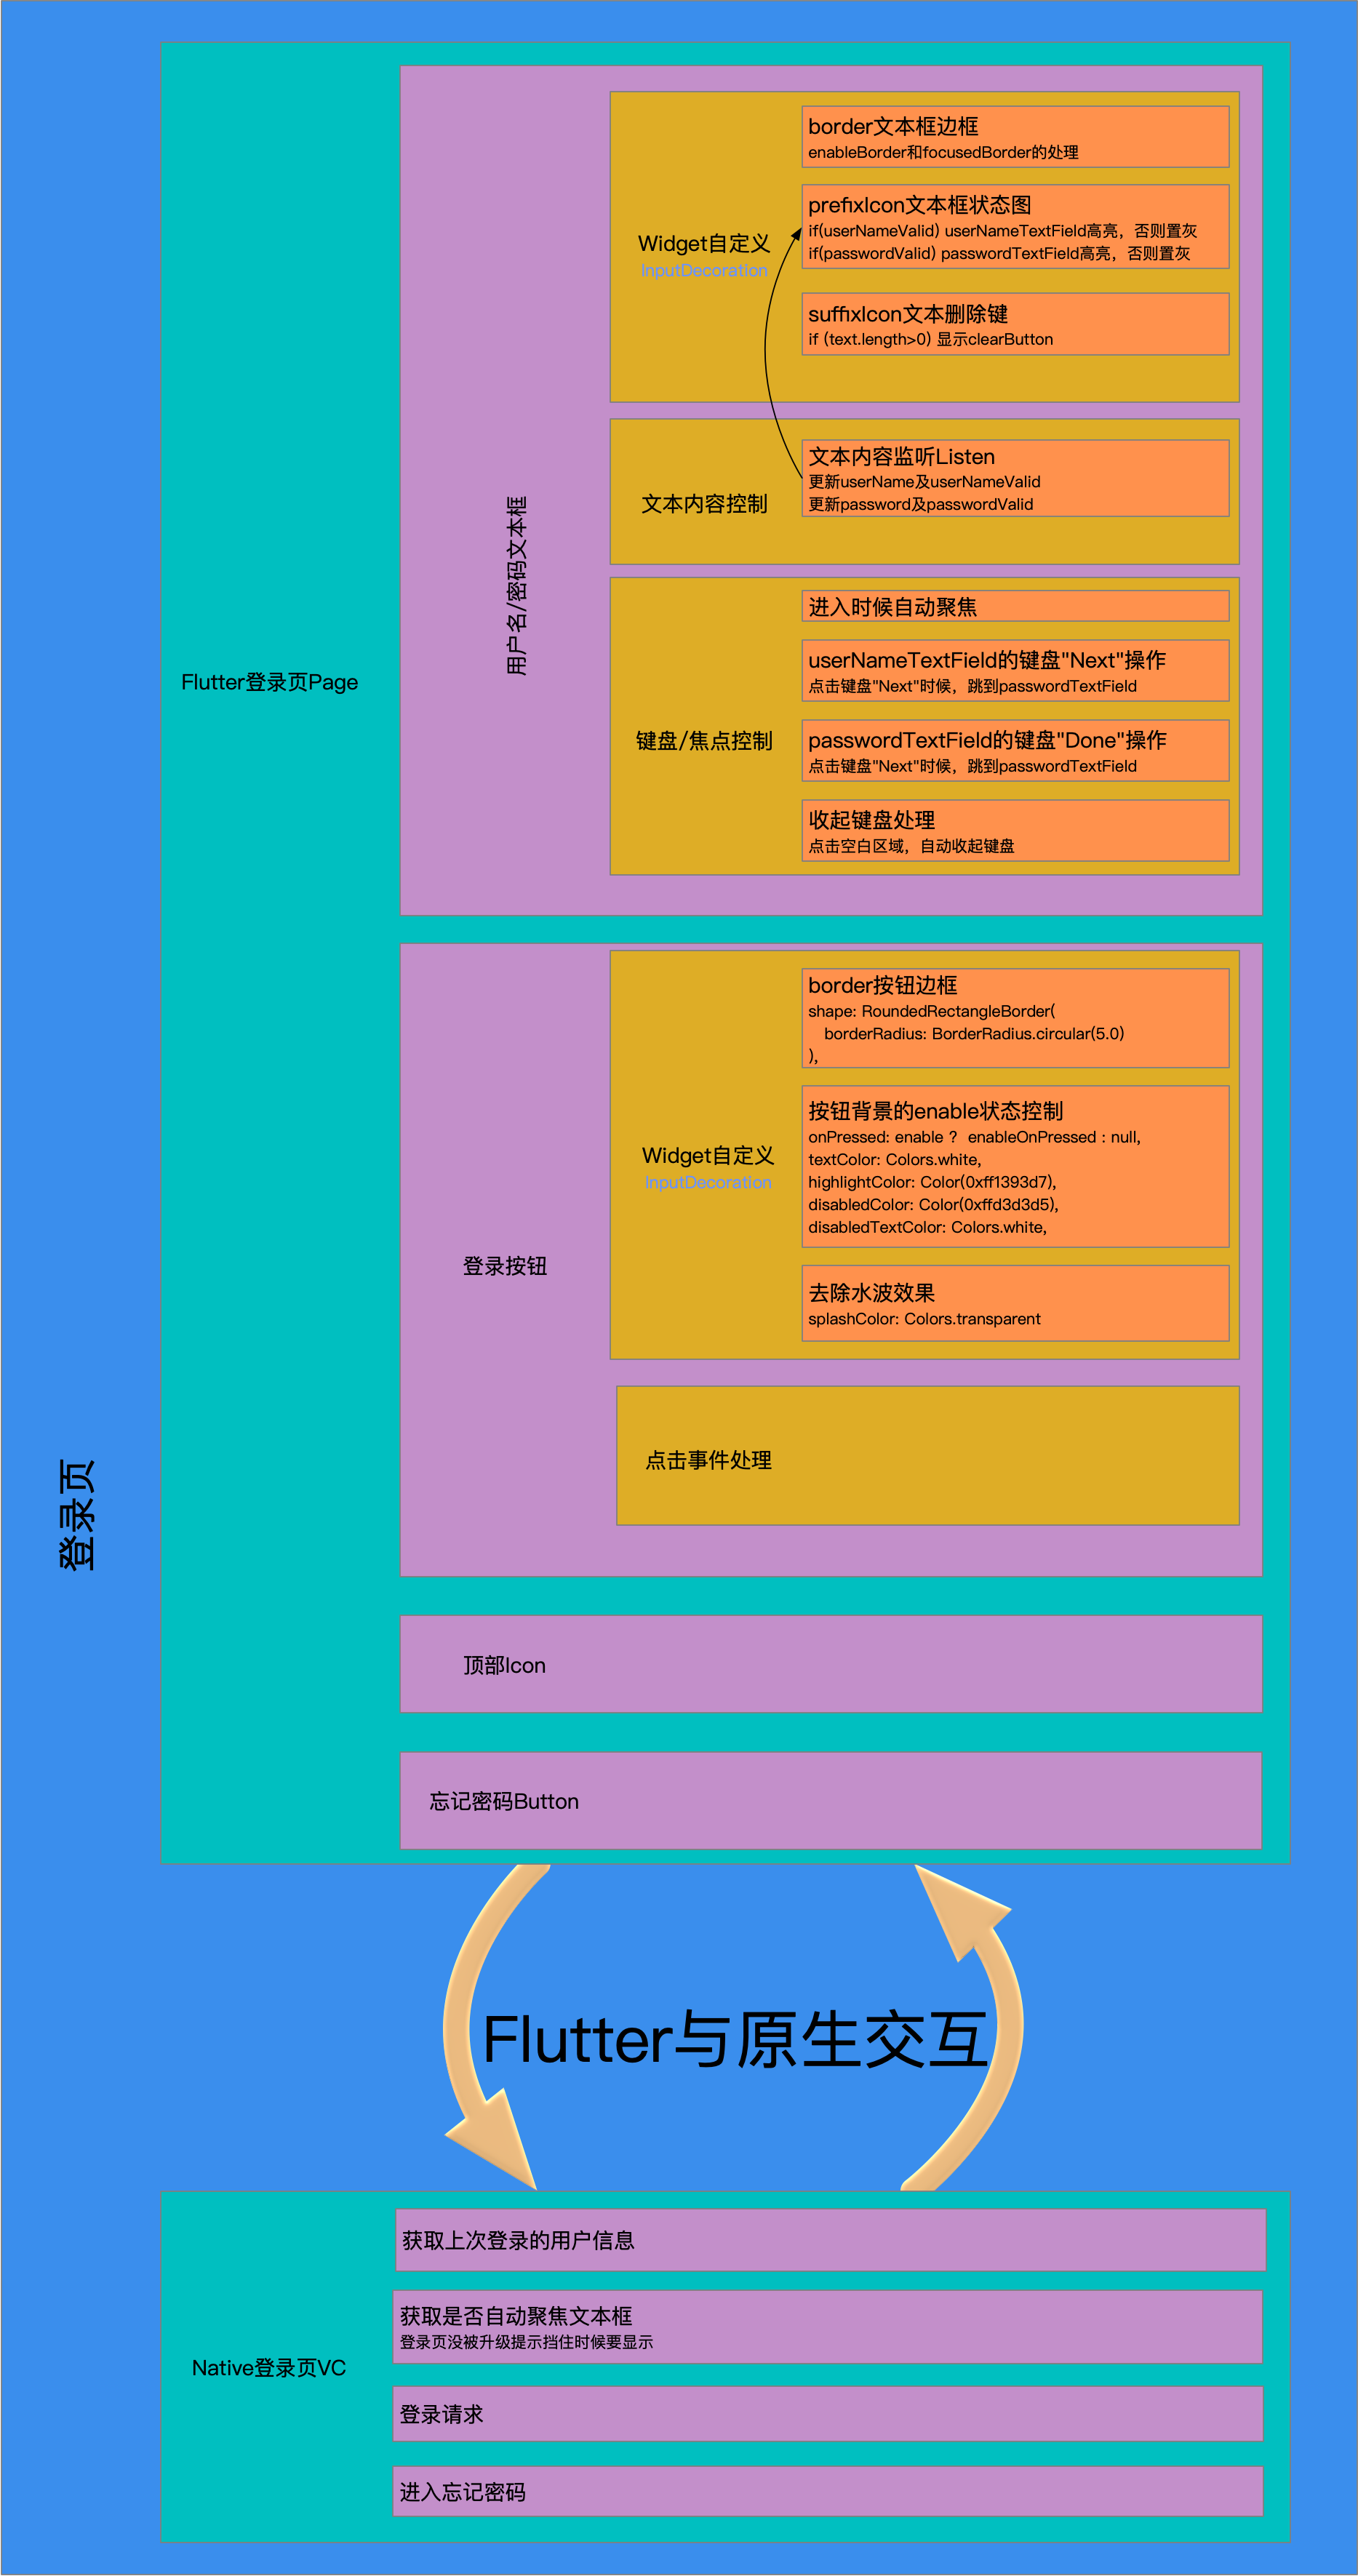 登录页
Flutter登录页Page
用户名/密码文本框
Widget自定义
InputDecoration
border文本框边框
enableBorder和focusedBorder的处理
prefixIcon文本框状态图
if(userNameValid) userNameTextField高亮，否则置灰
if(passwordValid) passwordTextField高亮，否则置灰
suffixIcon文本删除键
if (text.length>0) 显示clearButton
文本内容控制
文本内容监听Listen
更新userName及userNameValid
更新password及passwordValid
键盘/焦点控制
进入时候自动聚焦
userNameTextField的键盘"Next"操作
点击键盘"Next"时候，跳到passwordTextField
passwordTextField的键盘"Done"操作
点击键盘"Next"时候，跳到passwordTextField
收起键盘处理
点击空白区域，自动收起键盘
登录按钮
Widget自定义
InputDecoration
border按钮边框
shape: RoundedRectangleBorder(
borderRadius: BorderRadius.circular(5.0)
),
按钮背景的enable状态控制
onPressed: enable ？ enableOnPressed : null,
textColor: Colors.white,
highlightColor: Color(0xff1393d7),
disabledColor: Color(0xffd3d3d5),
disabledTextColor: Colors.white,
去除水波效果
splashColor: Colors.transparent
点击事件处理
顶部Icon
忘记密码Button
Flutter与原生交互
Native登录页VC
获取上次登录的用户信息
获取是否自动聚焦文本框
登录页没被升级提示挡住时候要显示
登录请求
进入忘记密码